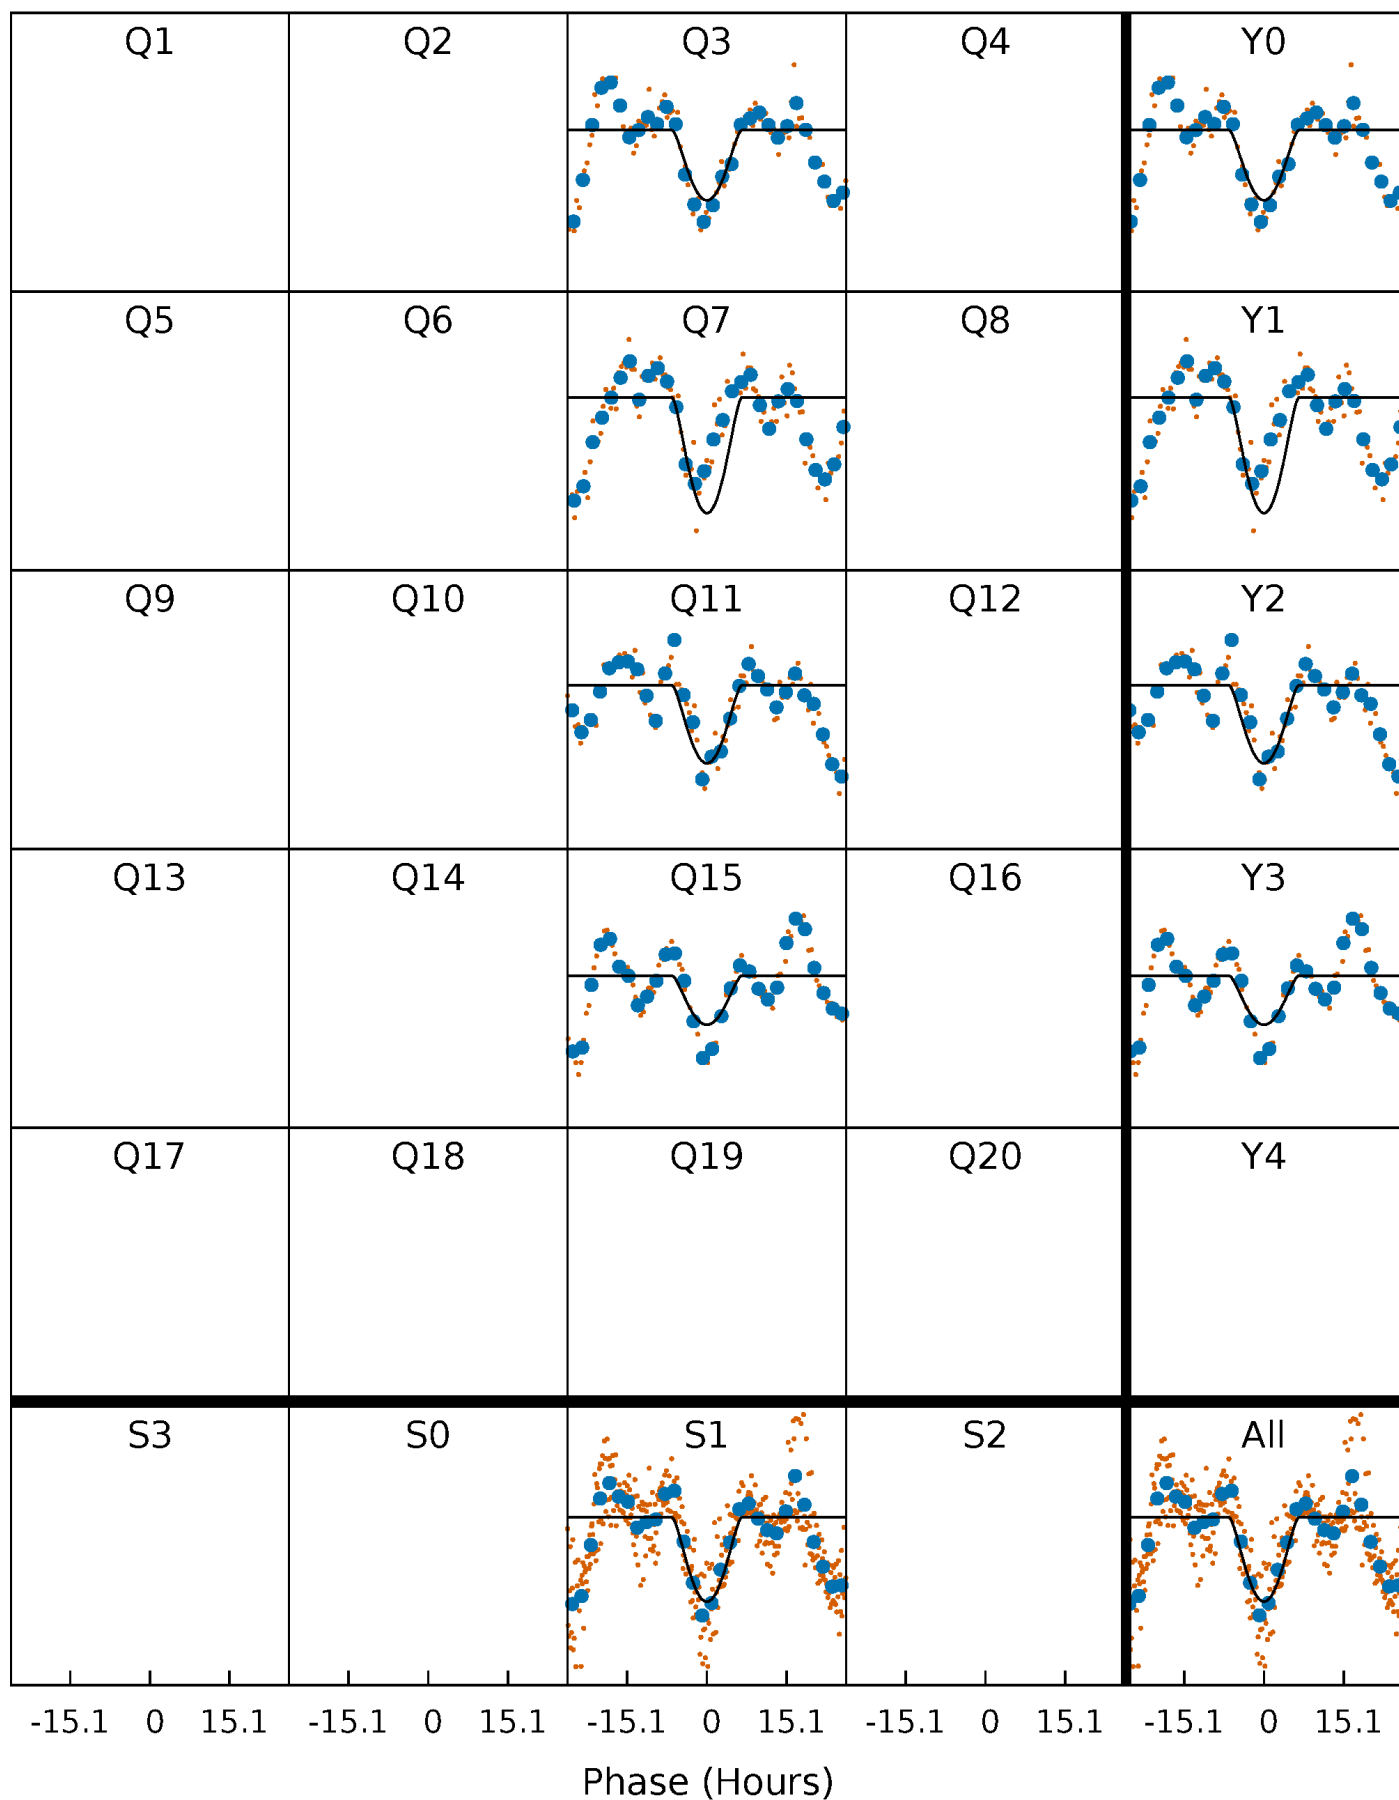 Q1 Q2 Q3 Q4 Y0
Q5 Q6 Q7 Q8 Y1
Q9 Q10 Q11 Q12 Y2
Q13 Q14 Q15 Q16 Y3
Q17 Q18 Q19 Q20 Y4
S3 S0 S1 S2 All
-15.1 0 15.1 -15.1 0 15.1 -15.1 0 15.1 -15.1 0 15.1 -15.1 0 15.1
Phase (Hours)